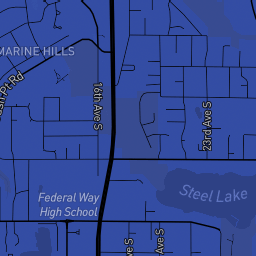 MARINE HILLS
Pt Rd
16th Ave S
23rd Ave S
Steel Lake
Federal Way
High School
Ave S
Ave S